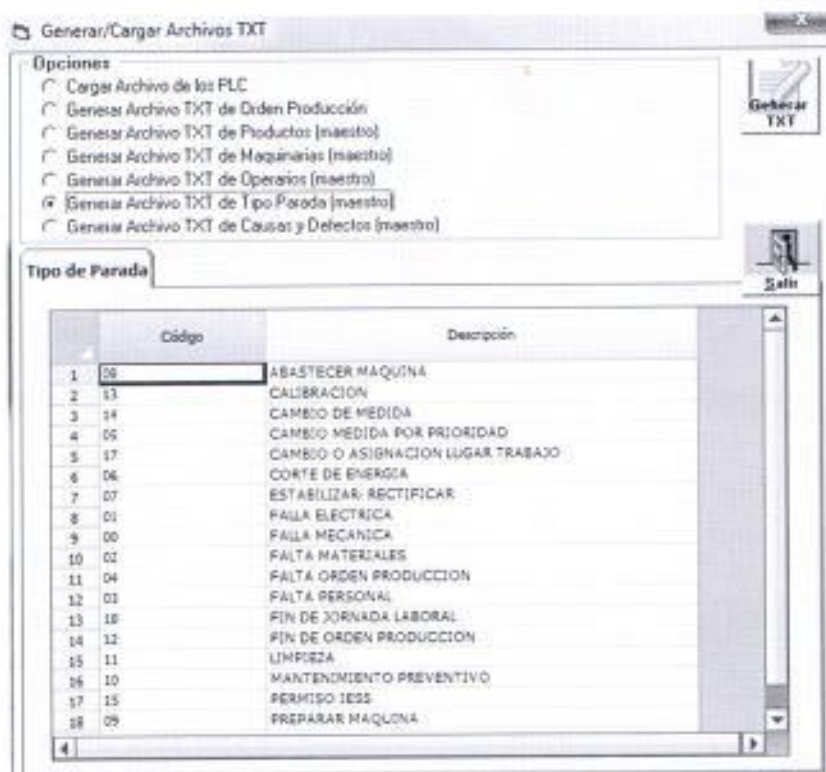 Generar/Cargar Archivos TXT
Opciones
Cargar Archivo de los PLC
Generar Archivo TXT de Orden Producción
Generar Archivo TXT de Productos (maestro)
Generar Archivo TXT de Maquinarias (maestro)
Generar Archivo TXT de Operarios (maestro)
Generar Archivo TXT de Tipo Parada (maestro)
Generar Archivo TXT de Causas y Defectos (maestro)
Generar
TXT
Salir
Tipo de Parada
Código Descripción
1 ABASTECER MAQUINA
2 13 CALIBRACION
3 14 CAMBIO DE MEDIDA
4 05 CAMBIO MEDIDA POR PRIORIDAD
5 17 CAMBIO O ASIGNACION LUGAR TRABAJO
6 06 CORTE DE ENERGIA
7 07 ESTABILIZAR- RECTIFICAR
8 01 FALLA ELECTRICA
9 00 FALLA MECANICA
10 02 FALTA MATERIALES
11 04 FALTA ORDEN PRODUCCION
12 03 FALTA PERSONAL
13 FIN DE JORNADA LABORAL
14 12 FIN DE ORDEN PRODUCCION
15 11 LIMPIEZA
16 10 MANTENIMIENTO PREVENTIVO
17 15 PERMISO IESS
18 09 PREPARAR MAQUINA